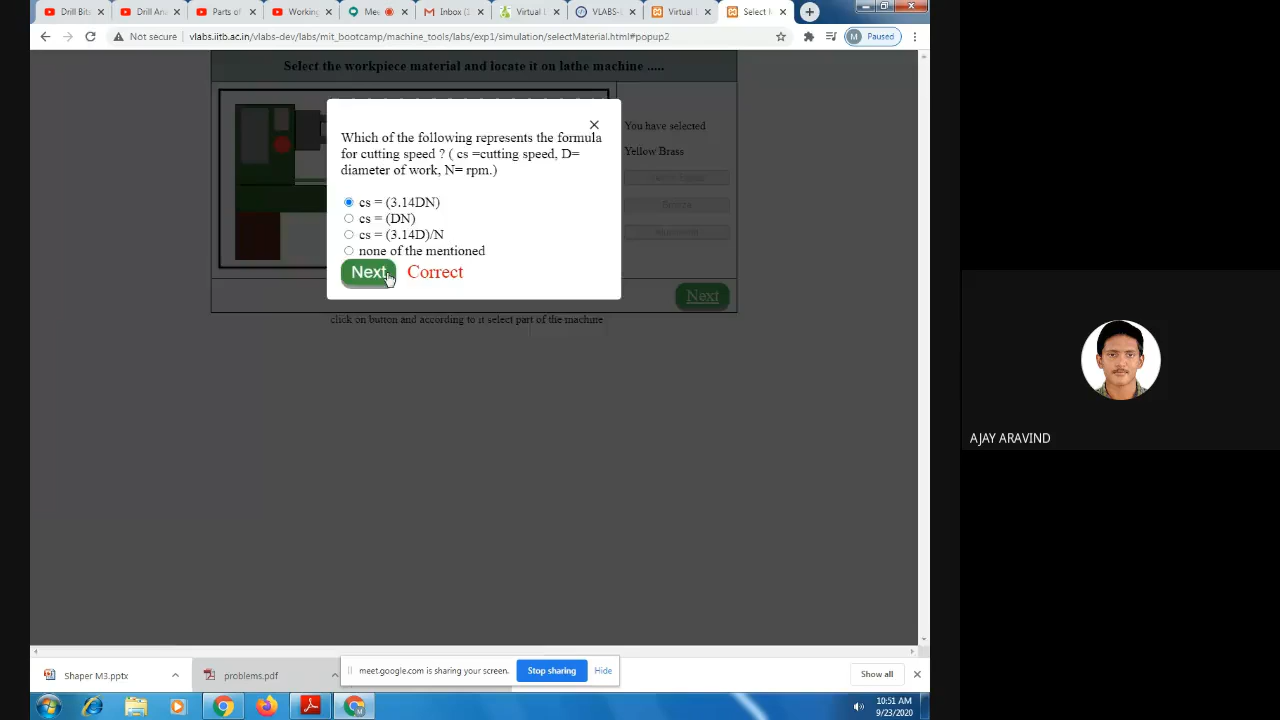 Drill Bits
Drill An
Parts of
Working
Mee
Inbox (
Virtual
VLABS-
Virtual
Select M
Not secure
vlabs.iitb.ac.in/vlabs-dev/labs/mit_bootcamp/machine_tools/labs/exp1/simulation/selectMaterial.html#popup2
M Paused
Select the workpiece material and locate it on lathe machine .....
Which of the following represents the formula
for cutting speed ? ( cs =cutting speed, D=
diameter of work, N= rpm.)
cs = (3.14DN)
cs = (DN)
cs = (3.14D)/N
none of the mentioned
Next Correct
You have selected
Yellow Brass
Next
click on button and according to it select part of the machine
AJAY ARAVIND
Shaper M3.pptx
problems.pdf
meet.google.com is sharing your screen.
Stop sharing
Hide
Show all
10:51 AM
9/23/2020